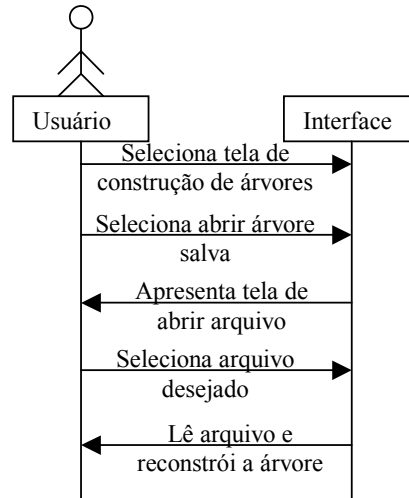 Usuário
Interface
Seleciona tela de
construção de árvores
Seleciona abrir árvore
salva
Apresenta tela de
abrir arquivo
Seleciona arquivo
desejado
Lê arquivo e
reconstrói a árvore